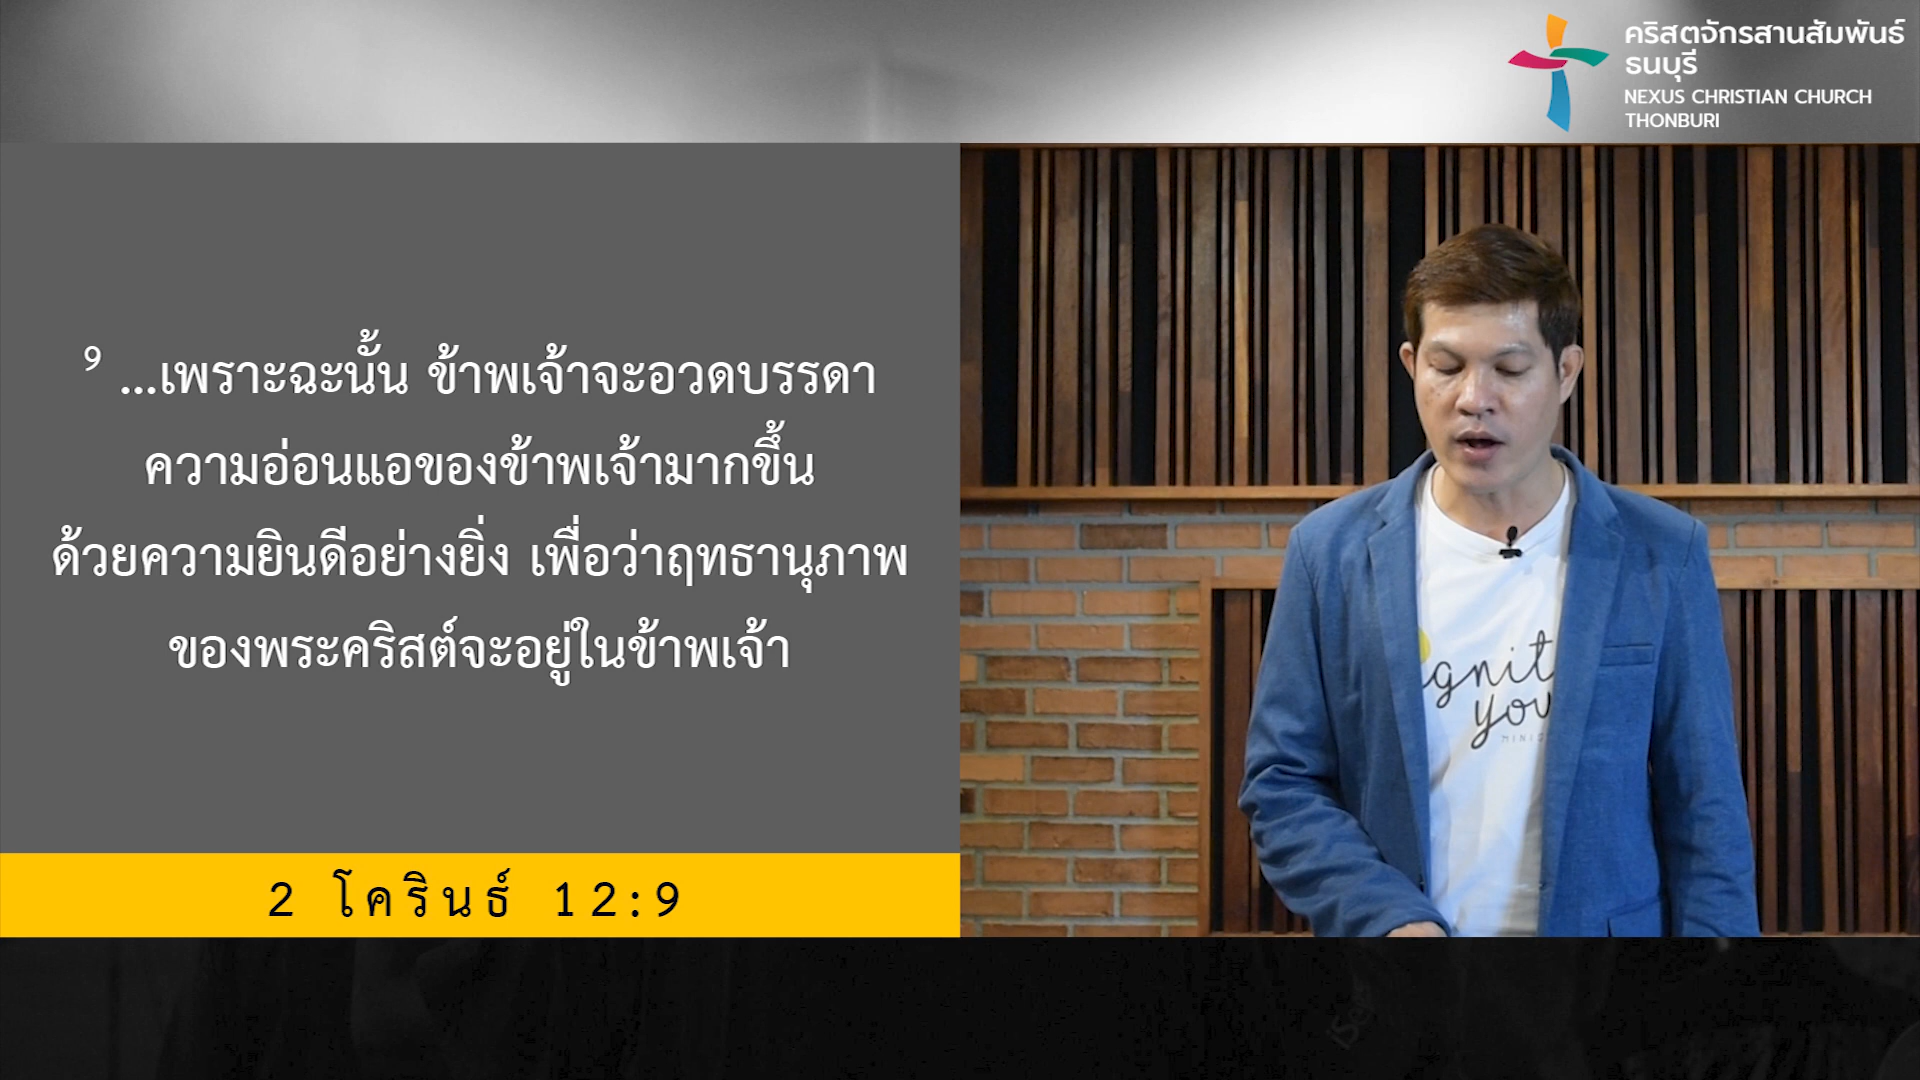 คริสตจักรสานสัมพันธ์
ธนบุรี
NEXUS CHRISTIAN CHURCH
THONBURI
9 ...เพราะฉะนั้น ข้าพเจ้าจะอวดบรรดา
ความอ่อนแอของข้าพเจ้ามากขึ้น
ด้วยความยินดีอย่างยิ่ง เพื่อว่าฤทธานุภาพ
ของพระคริสต์จะอยู่ในข้าพเจ้า
2 โครินธ์ 12:9
gnit
you